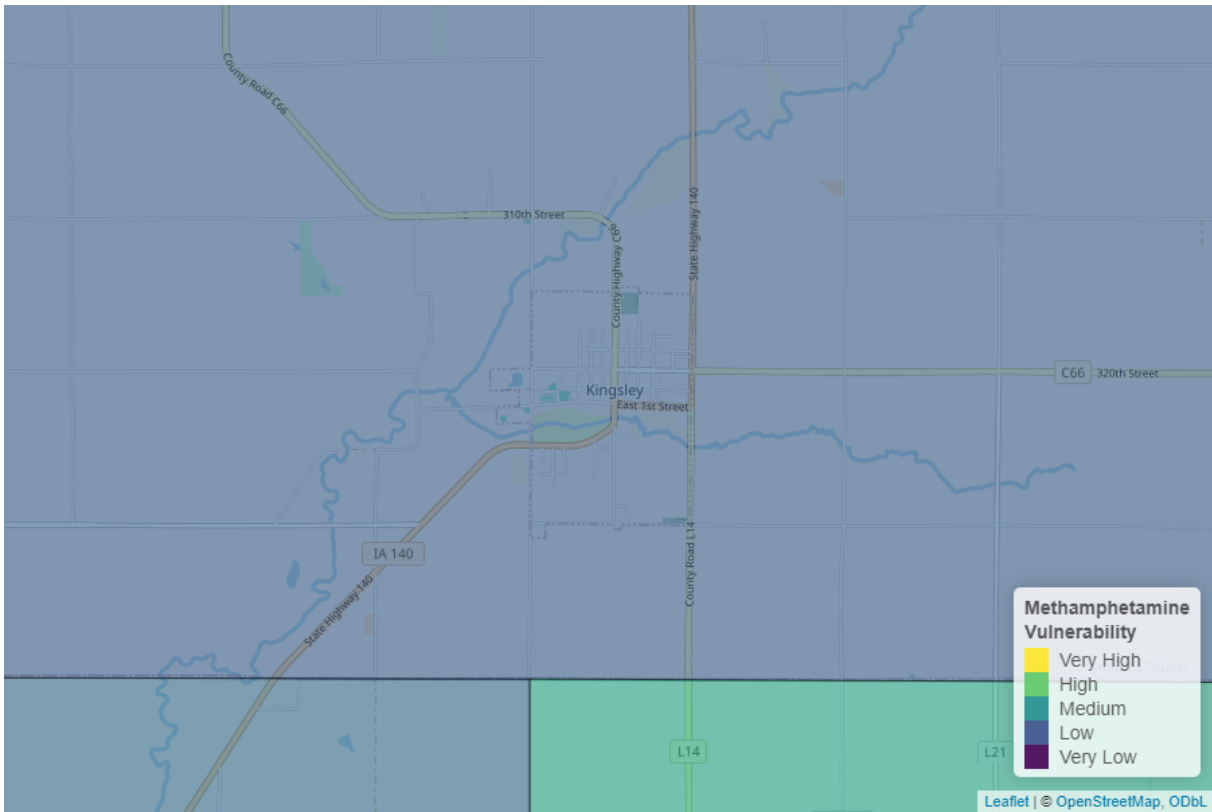 County Road C66
310th Street
County Highway C66
State Highway 140
Kingsley
East 1st Street
C66
320th Street
IA 140
State Highway 140
County Road L14
L14
L21
Methamphetamine
Vulnerability
Very High
High
Medium
Low
Very Low
County
Leaflet | © OpenStreetMap, ODbL